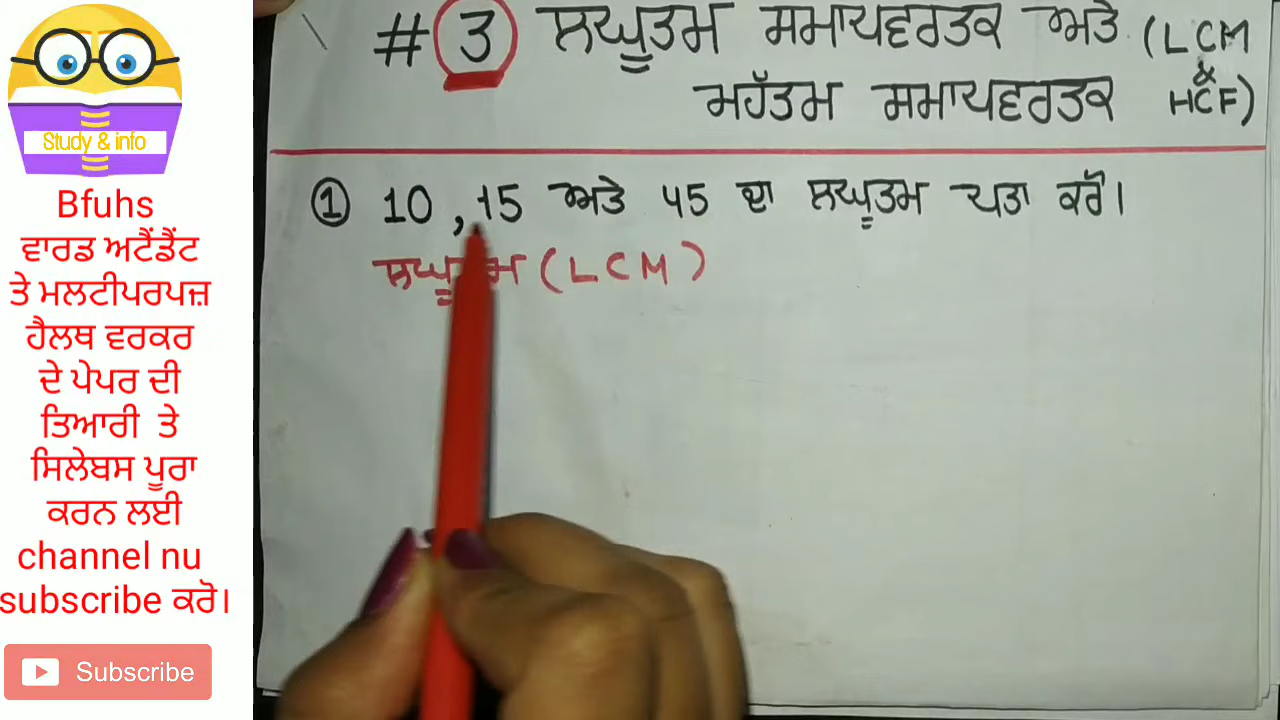 # 3 ਲਘੂਤਮ ਸਮਾਪਵਰਤਕ ਅਤੇ (LCM
&
ਮਹੱਤਮ ਸਮਾਪਵਰਤਕ HCF)
① 10, 15 ਅਤੇ 45 ਦਾ ਲਘੂਤਮ ਪਤਾ ਕਰੌ।
ਲਘੂਤਮ (LCM)
Study & info
Bfuhs
ਵਾਰਡ ਅਟੈਂਡੈਂਟ
ਤੇ ਮਲਟੀਪਰਪਜ਼
ਹੈਲਥ ਵਰਕਰ
ਦੇ ਪੇਪਰ ਦੀ
ਤਿਆਰੀ ਤੇ
ਸਿਲੇਬਸ ਪੂਰਾ
ਕਰਨ ਲਈ
channel nu
subscribe ਕਰੋ।
Subscribe